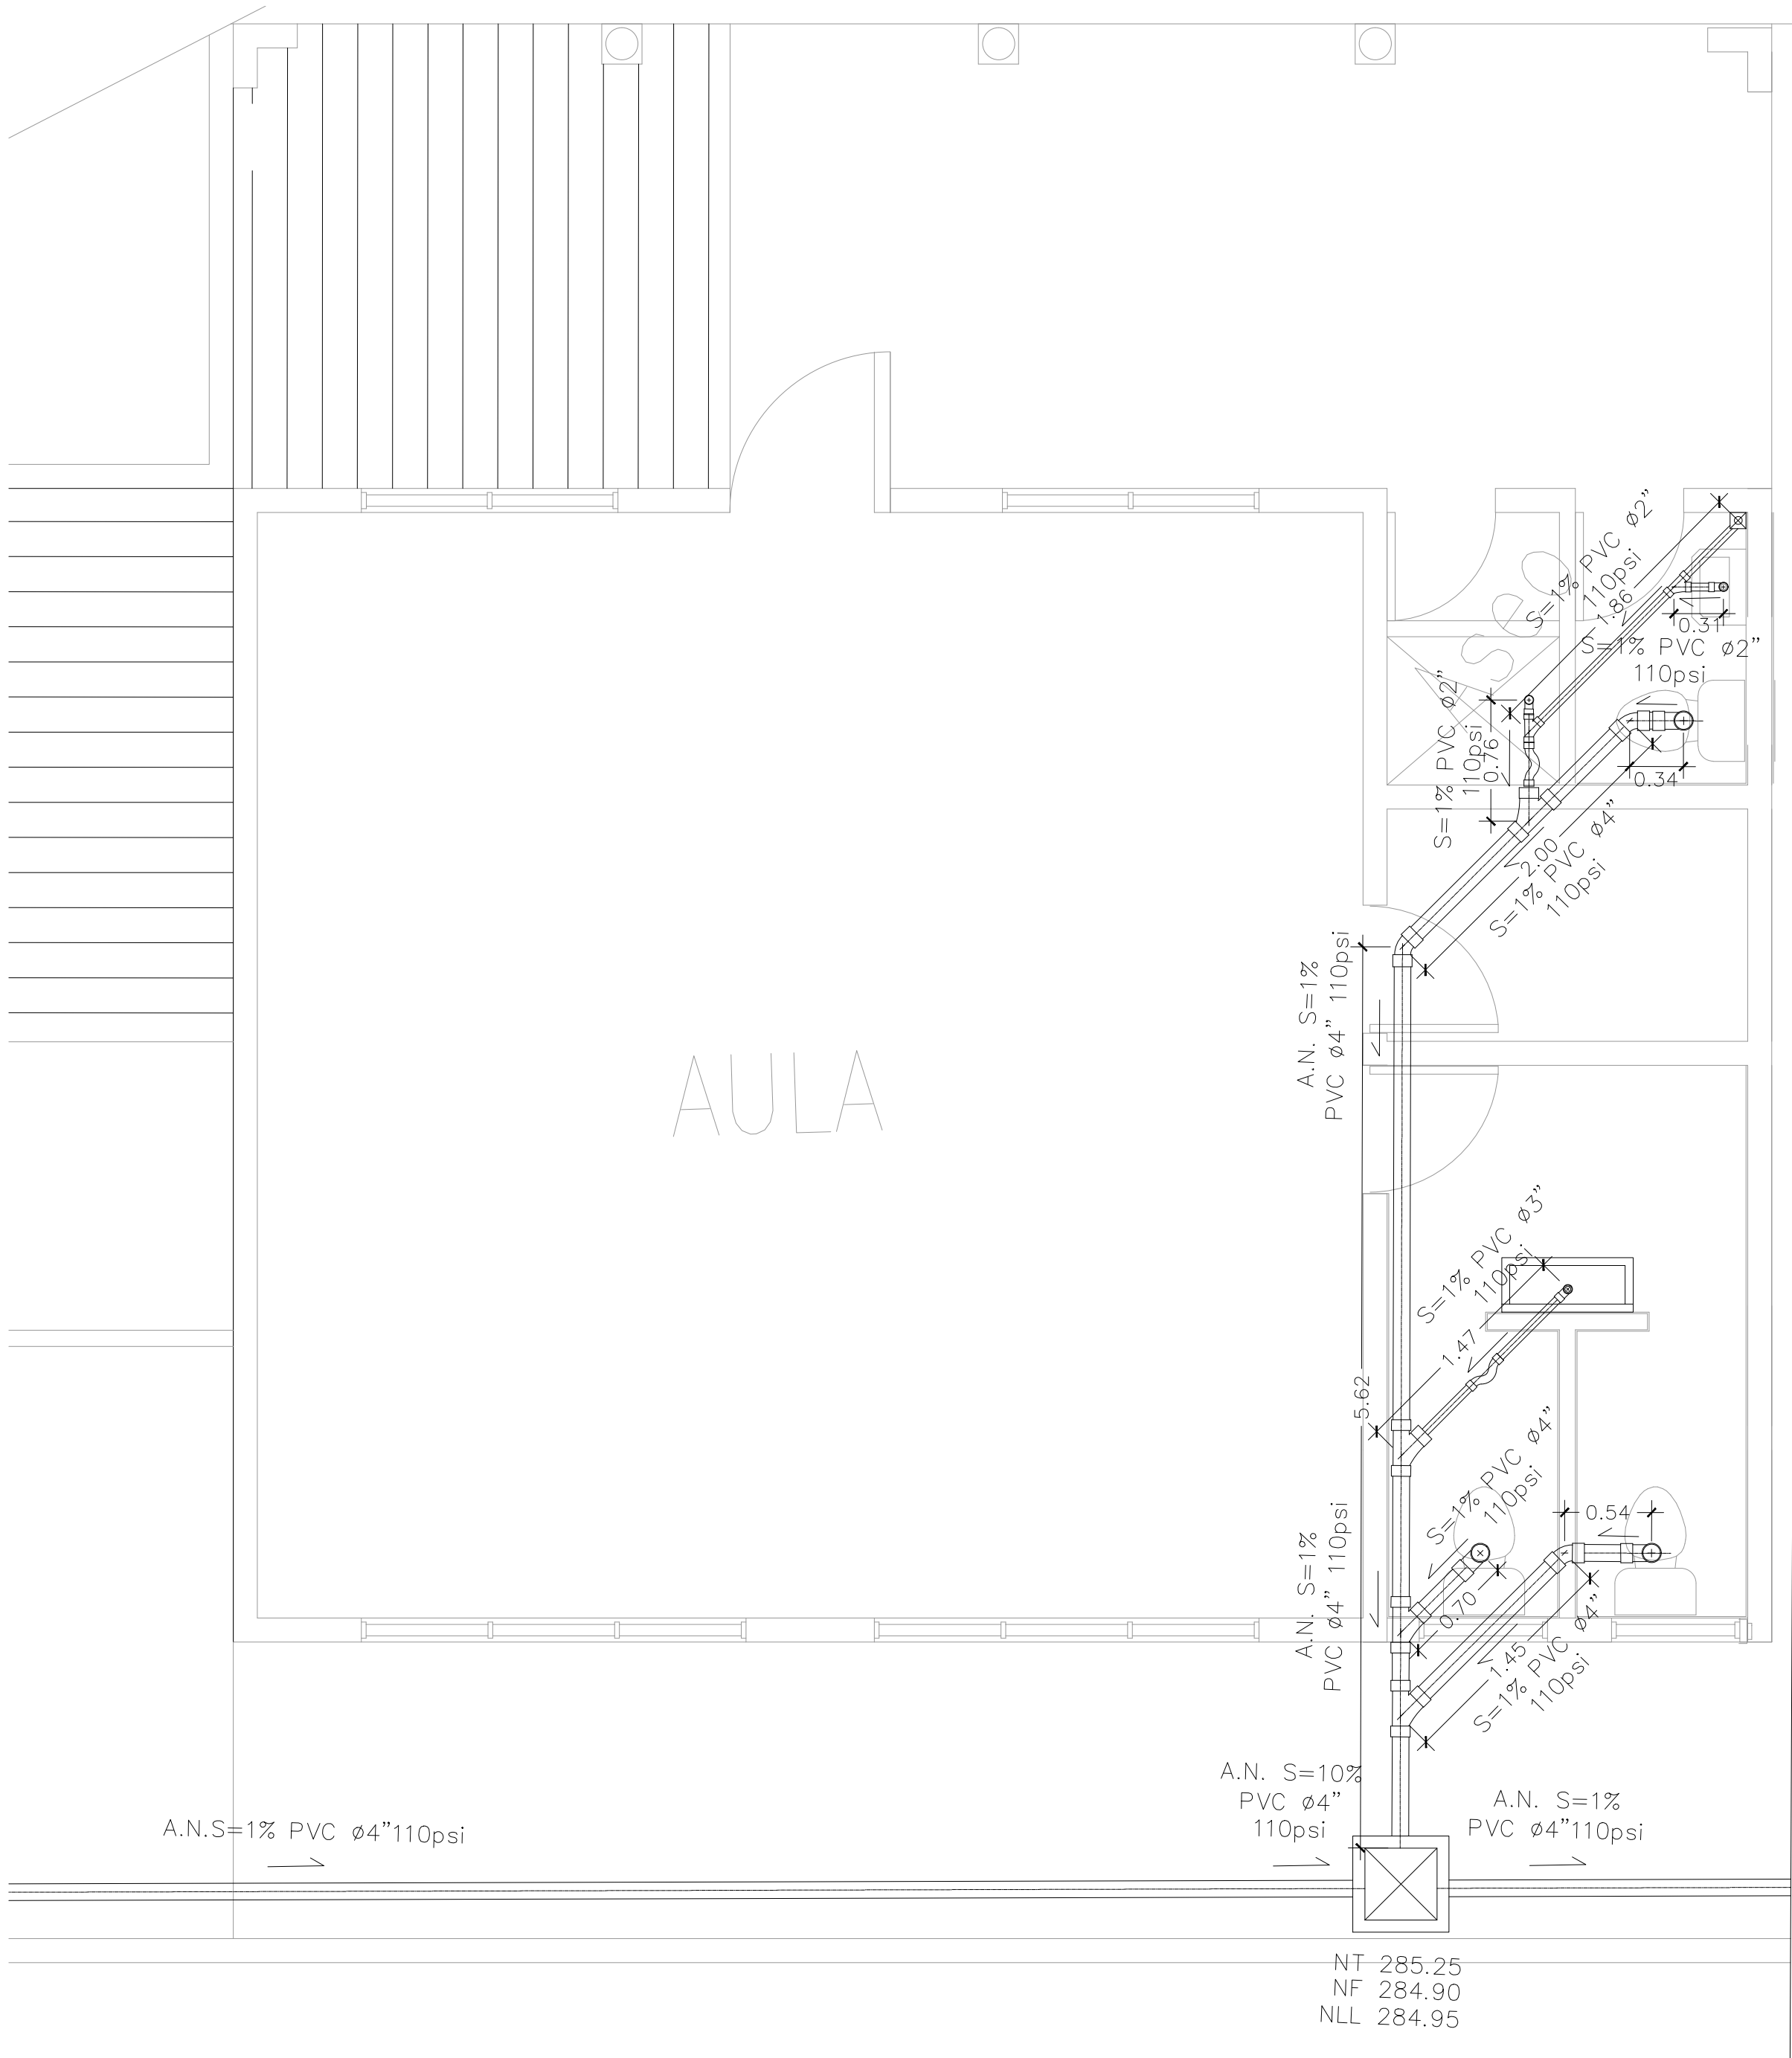 S=1% PVC ø2”
110psi
1.86
0.31
S=1% PVC ø2”
110psi
Aseo
S=1% PVC ø2”
110psi
0.76
0.34
2.00
S=1% PVC ø4”
110psi
A.N. S=1%
PVC ø4” 110psi
AULA
S=1% PVC ø3”
110psi
1.47
5.62
S=1% PVC ø4”
110psi
0.54
0.70
A.N. S=1%
PVC ø4” 110psi
1.45
S=1% PVC ø4”
110psi
A.N. S=10%
PVC ø4”
110psi
A.N. S=1%
PVC ø4”110psi
A.N.S=1% PVC ø4”110psi
NT 285.25
NF 284.90
NLL 284.95